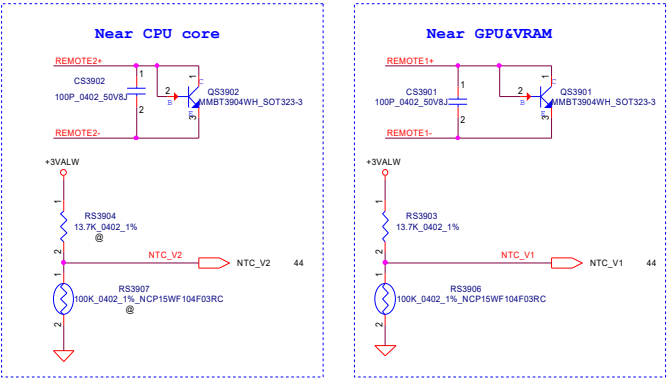 Near CPU core
REMOTE2+
CS3902
100P_0402_50V8J
1
2
2
B
1
C
QS3902
MMBT3904WH_SOT323-3
E
3
REMOTE2-
+3VALW
1
RS3904
13.7K_0402_1%
@
2
NTC_V2
NTC_V2
44
1
RS3907
100K_0402_1%_NCP15WF104F03RC
@
2
Near GPU&VRAM
REMOTE1+
CS3901
100P_0402_50V8J
1
2
2
B
1
C
QS3901
MMBT3904WH_SOT323-3
E
3
REMOTE1-
+3VALW
1
RS3903
13.7K_0402_1%
2
NTC_V1
NTC_V1
44
1
RS3906
100K_0402_1%_NCP15WF104F03RC
2